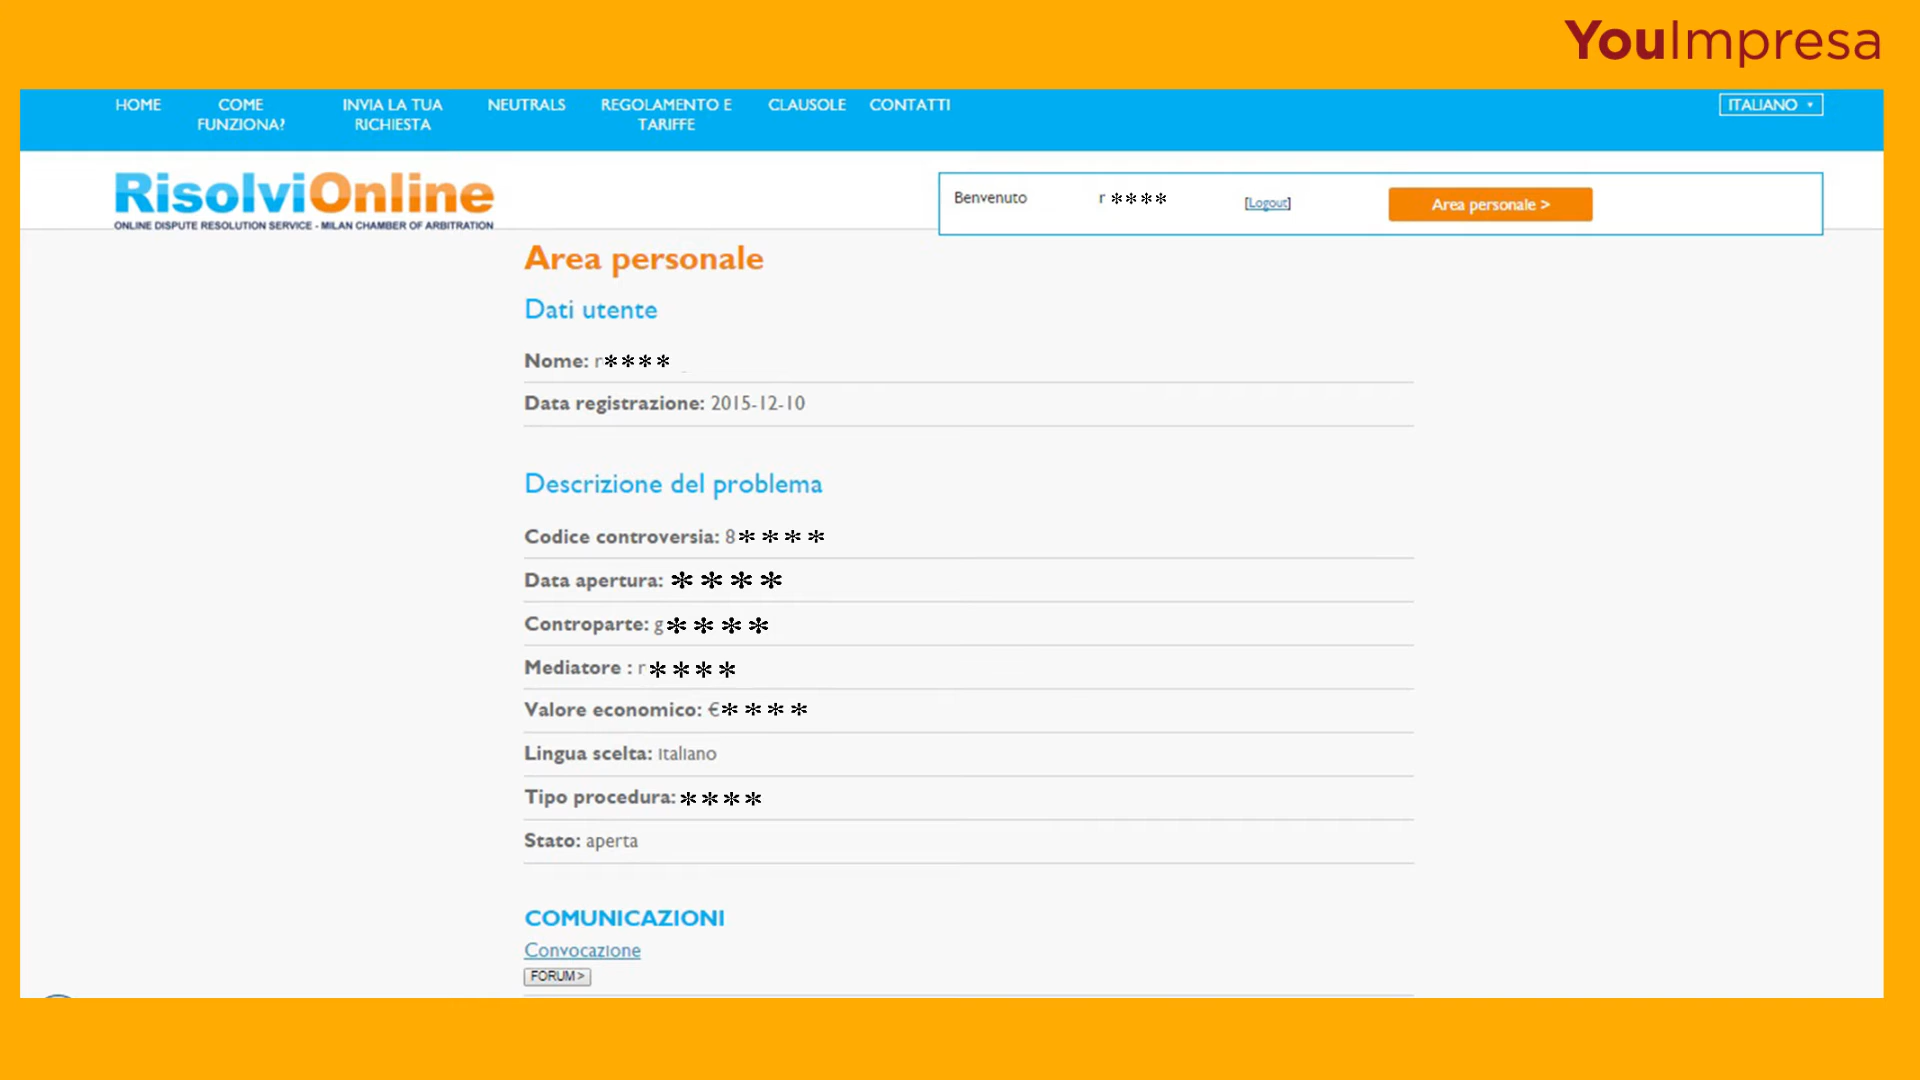 YouImpresa
HOME COME FUNZIONA? INVIA LA TUA RICHIESTA NEUTRALS REGOLAMENTO E TARIFFE CLAUSOLE CONTATTI ITALIANO
RisolviOnline
ONLINE DISPUTE RESOLUTION SERVICE - MILAN CHAMBER OF ARBITRATION
Benvenuto r **** [Logout] Area personale >
Area personale
Dati utente
Nome: r****
Data registrazione: 2015-12-10
Descrizione del problema
Codice controversia: 8****
Data apertura: ****
Controparte: g****
Mediatore : r****
Valore economico: €****
Lingua scelta: Italiano
Tipo procedura: ****
Stato: aperta
COMUNICAZIONI
Convocazione
FORUM>